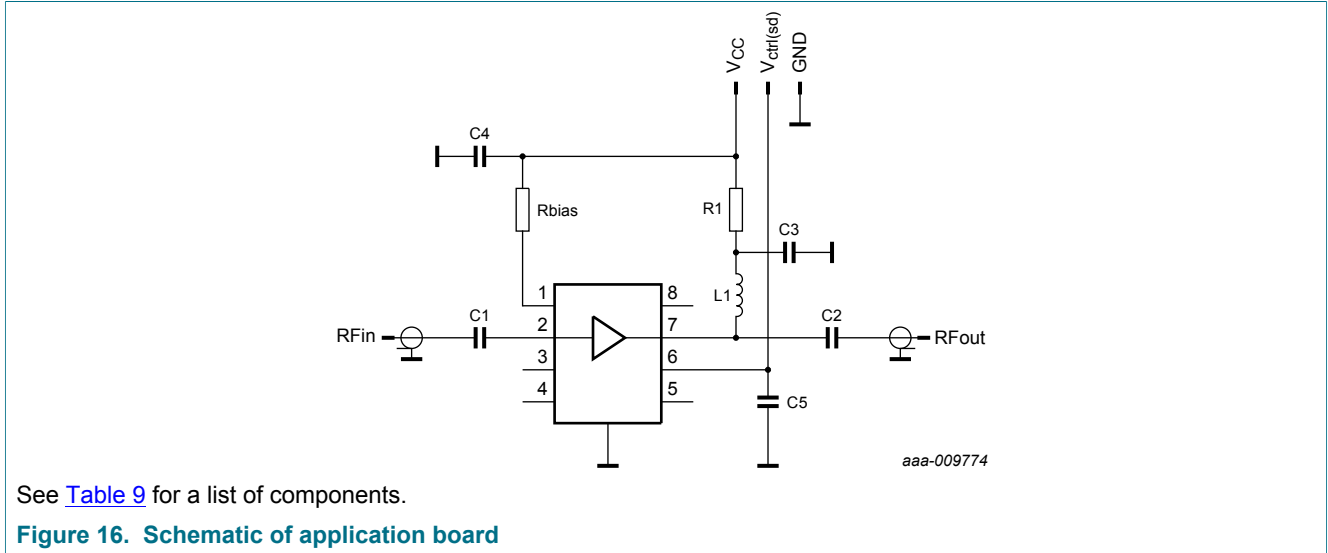 VCC
Vctrl(sd)
GND
C4
Rbias
R1
C3
L1
1
8
RFin
C1
2
7
C2
RFout
3
6
4
5
C5
aaa-009774
See Table 9 for a list of components.
Figure 16. Schematic of application board